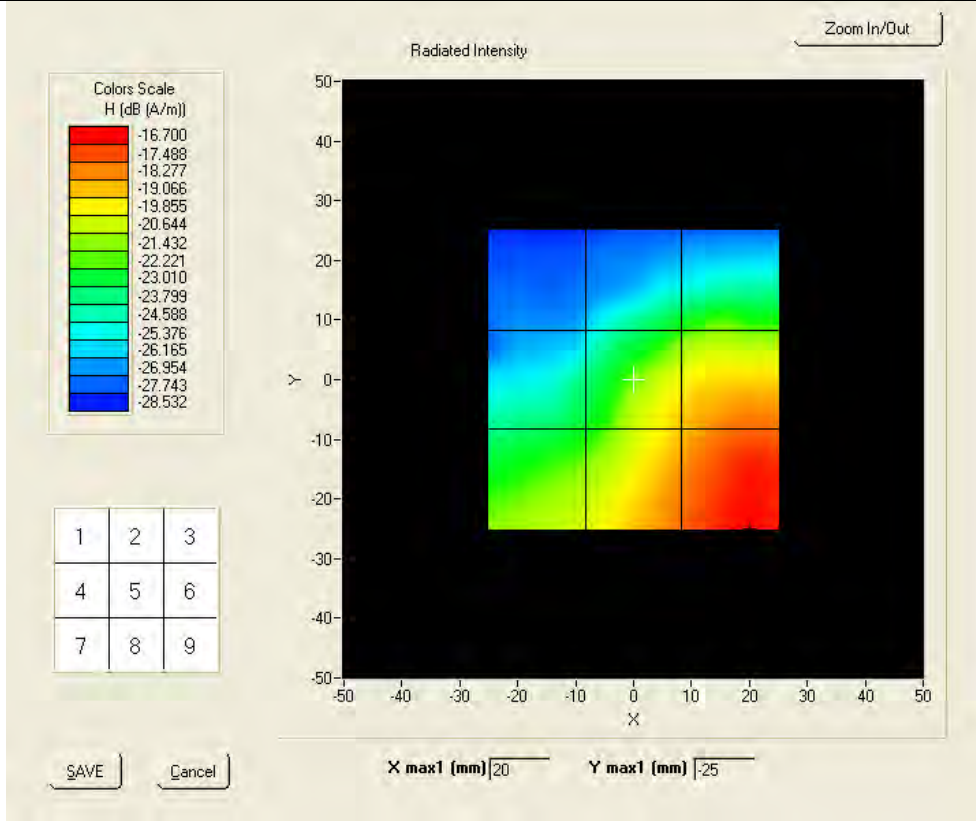 Zoom In/Out
Radiated Intensity
Colors Scale
H (dB (A/m))
-16.700
-17.488
-18.277
-19.066
-19.855
-20.644
-21.432
-22.221
-23.010
-23.799
-24.588
-25.376
-26.165
-26.954
-27.743
-28.532
50
40
30
20
10
0
-10
-20
-30
-40
-50
Y
-50 -40 -30 -20 -10 0 10 20 30 40 50
X
1 2 3
4 5 6
7 8 9
SAVE Cancel
X max1 (mm) 20 Y max1 (mm) -25